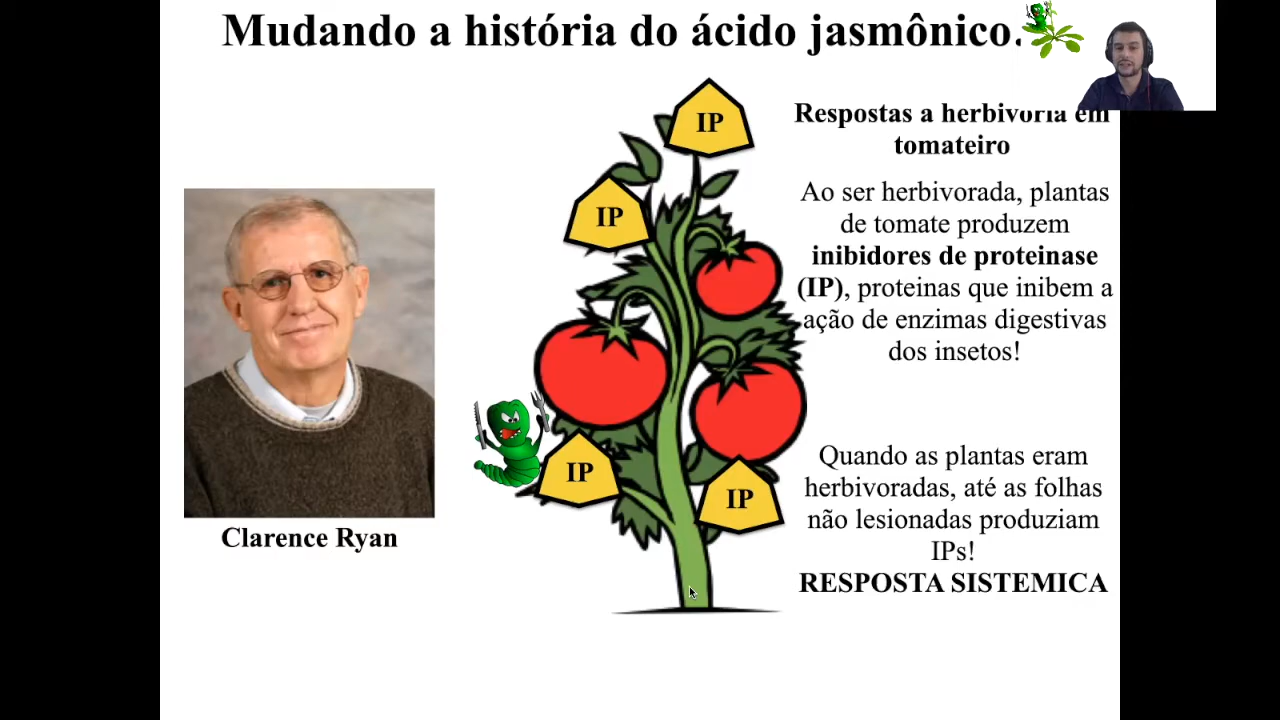 Mudando a história do ácido jasmônico.
IP
IP
IP
IP
Clarence Ryan
Respostas a herbivoria em
tomateiro
Ao ser herbivorada, plantas
de tomate produzem
inibidores de proteinase
(IP), proteinas que inibem a
ação de enzimas digestivas
dos insetos!
Quando as plantas eram
herbivoradas, até as folhas
não lesionadas produziam
IPs!
RESPOSTA SISTEMICA